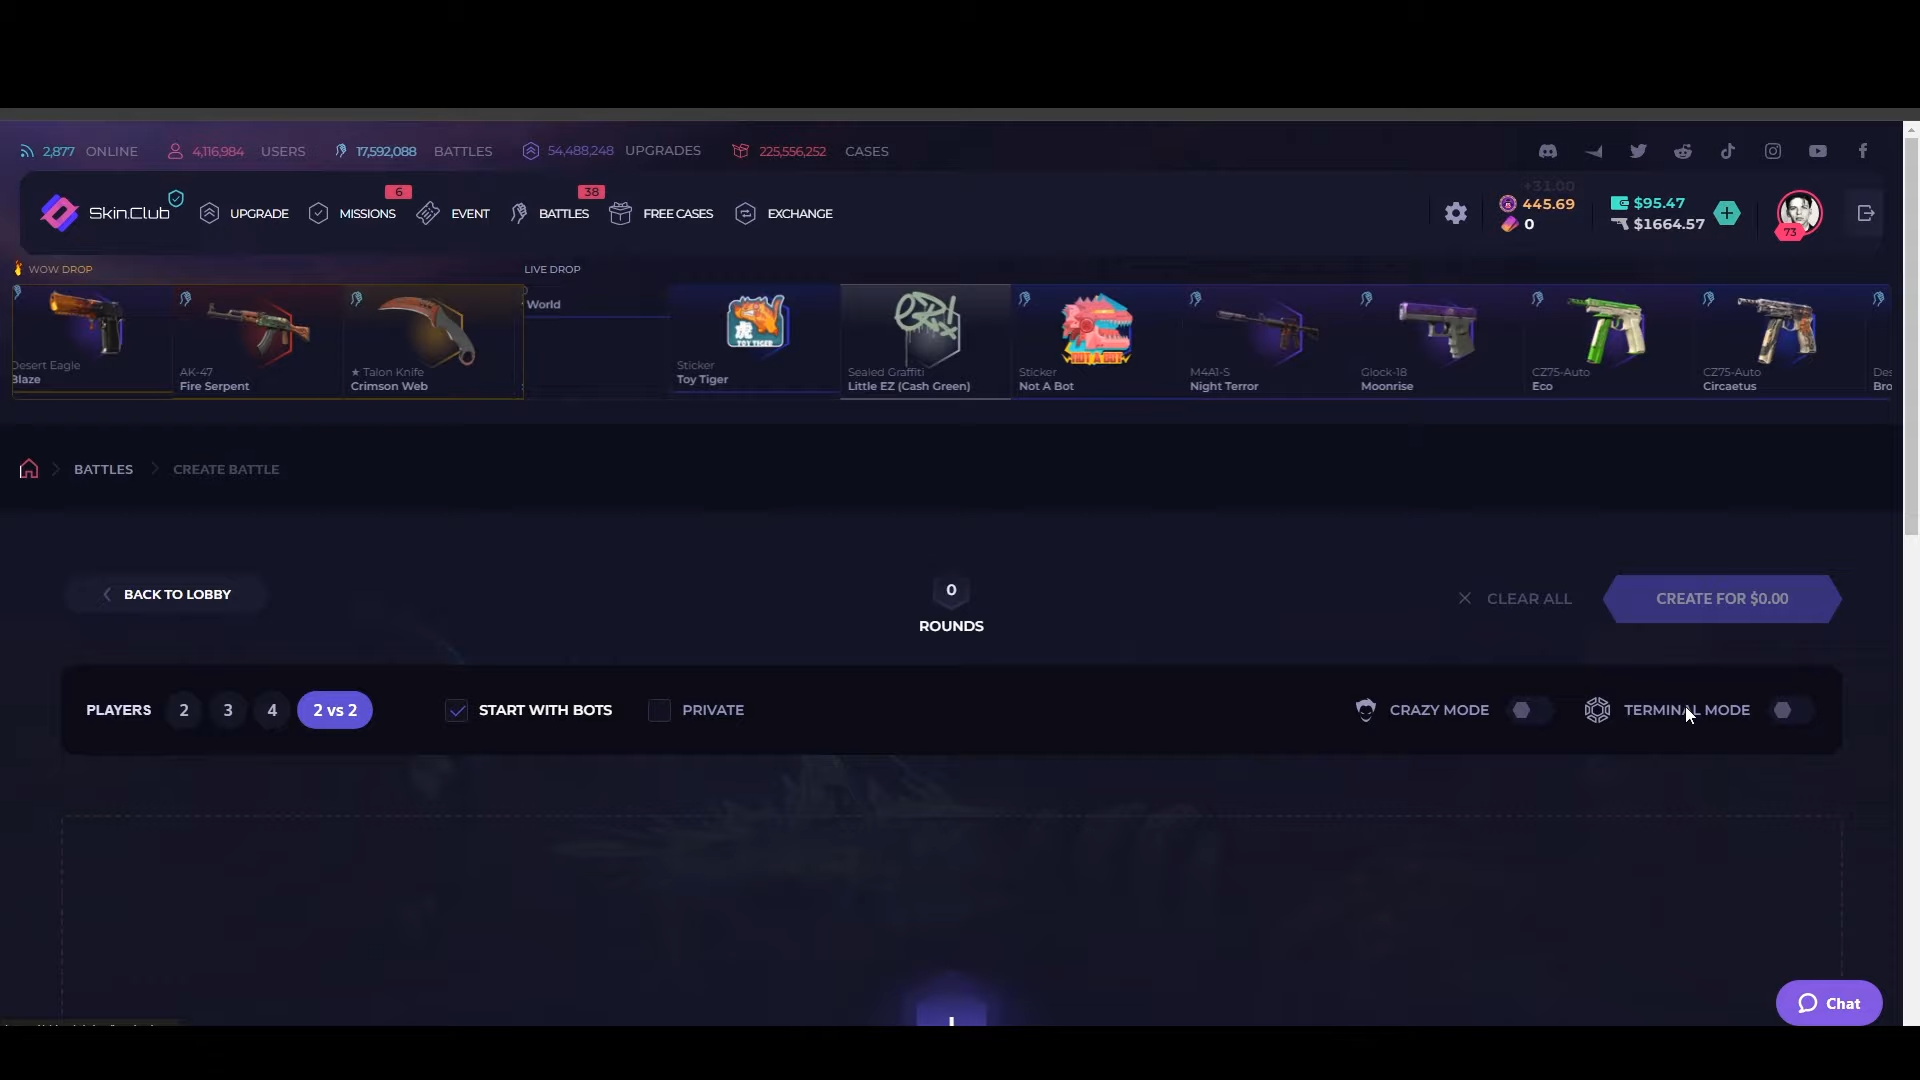 2,877 ONLINE 4,116,984 USERS 17,592,088 BATTLES 54,488,248 UPGRADES 225,556,252 CASES
Skin.Club UPGRADE MISSIONS 6 EVENT BATTLES 38 FREE CASES EXCHANGE
+31.00
445.69
0
$95.47
$1664.57
73
WOW DROP
LIVE DROP
World
Desert Eagle
Blaze
AK-47
Fire Serpent
★ Talon Knife
Crimson Web
Sticker
Toy Tiger
Sealed Graffiti
Little EZ (Cash Green)
Sticker
Not A Bot
M4A1-S
Night Terror
Glock-18
Moonrise
CZ75-Auto
Eco
CZ75-Auto
Circaetus
Des
Bro
BATTLES CREATE BATTLE
BACK TO LOBBY
0
ROUNDS
CLEAR ALL
CREATE FOR $0.00
PLAYERS 2 3 4 2 vs 2 START WITH BOTS PRIVATE CRAZY MODE TERMINAL MODE
Chat